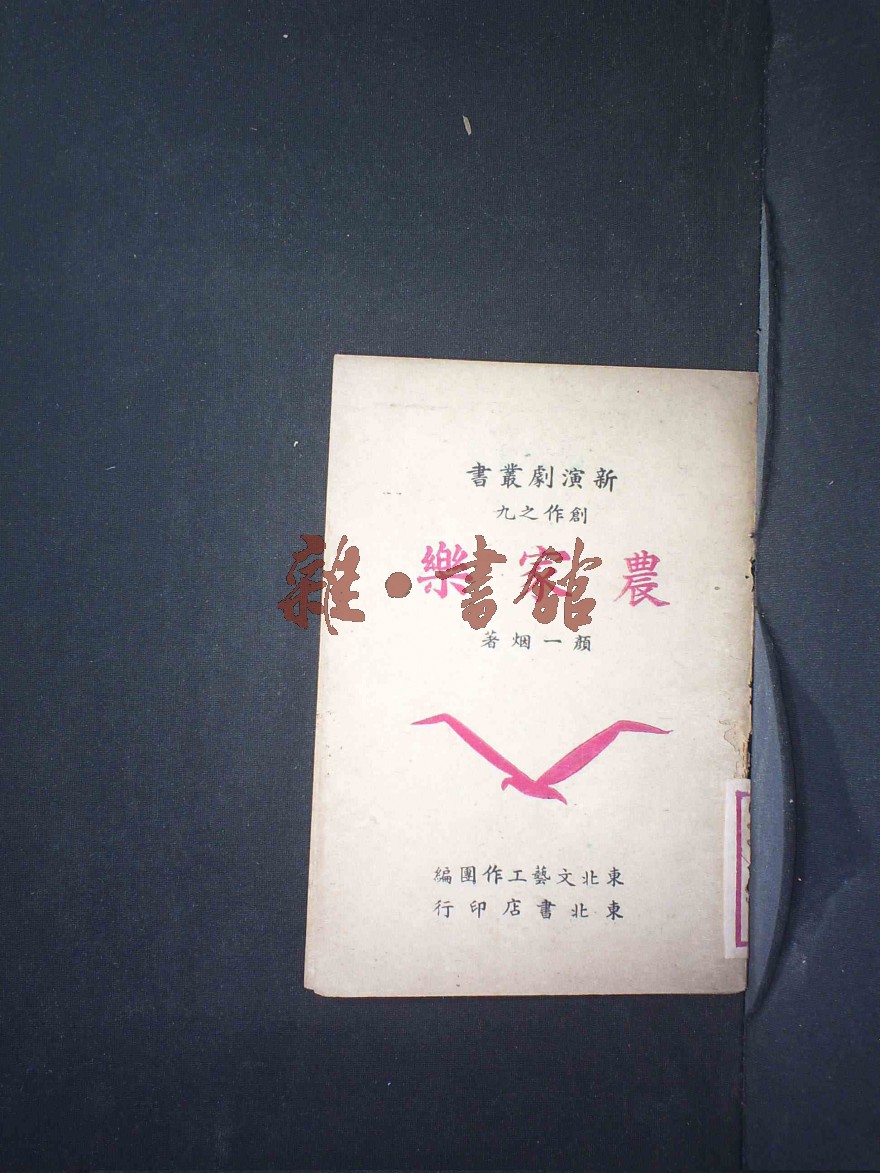 新演劇叢書
創作之九
農家樂
雜·書館
顏一烟著
東北文藝工作團編
東北書店印行